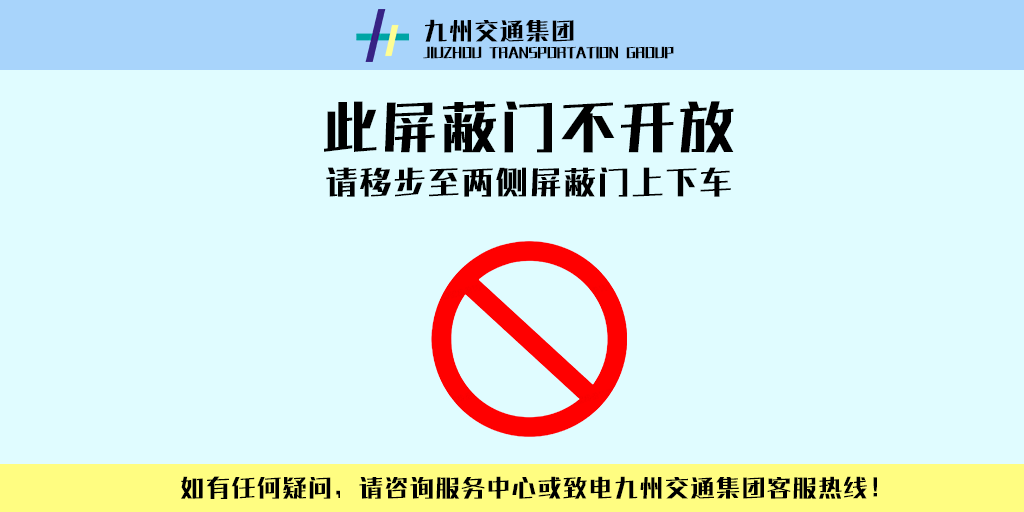 九州交通集团
JIUZHOU TRANSPORTATION GROUP
此屏蔽门不开放
请移步至两侧屏蔽门上下车
如有任何疑问、请咨询服务中心或致电九州交通集团客服热线！